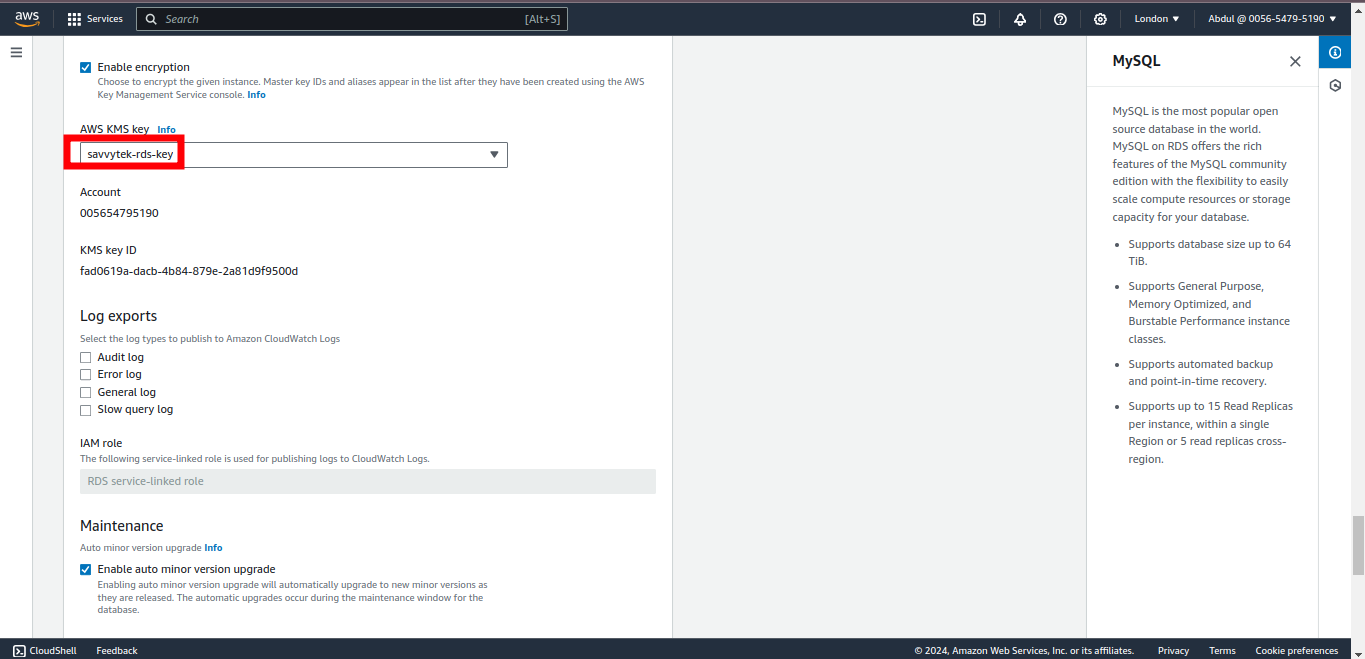 aws Services Search [Alt+S] London Abdul @ 0056-5479-5190
Enable encryption
Choose to encrypt the given instance. Master key IDs and aliases appear in the list after they have been created using the AWS
Key Management Service console. Info
AWS KMS key Info
savvytek-rds-key
Account
005654795190
KMS key ID
fad0619a-dacb-4b84-879e-2a81d9f9500d
Log exports
Select the log types to publish to Amazon CloudWatch Logs
Audit log
Error log
General log
Slow query log
IAM role
The following service-linked role is used for publishing logs to CloudWatch Logs.
RDS service-linked role
Maintenance
Auto minor version upgrade Info
Enable auto minor version upgrade
Enabling auto minor version upgrade will automatically upgrade to new minor versions as
they are released. The automatic upgrades occur during the maintenance window for the
database.
MySQL
MySQL is the most popular open
source database in the world.
MySQL on RDS offers the rich
features of the MySQL community
edition with the flexibility to easily
scale compute resources or storage
capacity for your database.
• Supports database size up to 64
TiB.
• Supports General Purpose,
Memory Optimized, and
Burstable Performance instance
classes.
• Supports automated backup
and point-in-time recovery.
• Supports up to 15 Read Replicas
per instance, within a single
Region or 5 read replicas cross-
region.
CloudShell Feedback © 2024, Amazon Web Services, Inc. or its affiliates. Privacy Terms Cookie preferences